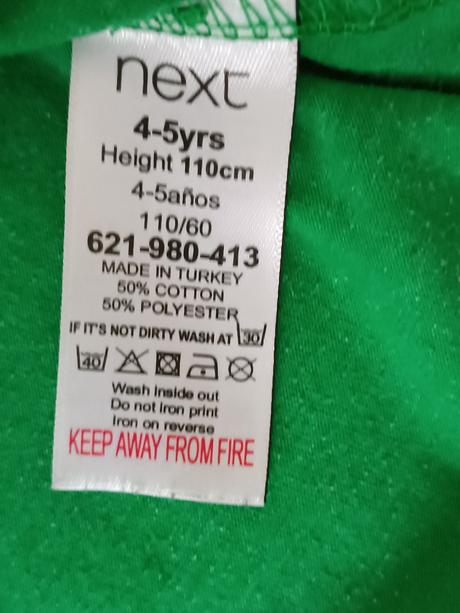 next
4-5yrs
Height 110cm
4-5años
110/60
621-980-413
MADE IN TURKEY
50% COTTON
50% POLYESTER
IF IT'S NOT DIRTY WASH AT 30
40
Wash inside out
Do not iron print
Iron on reverse
KEEP AWAY FROM FIRE